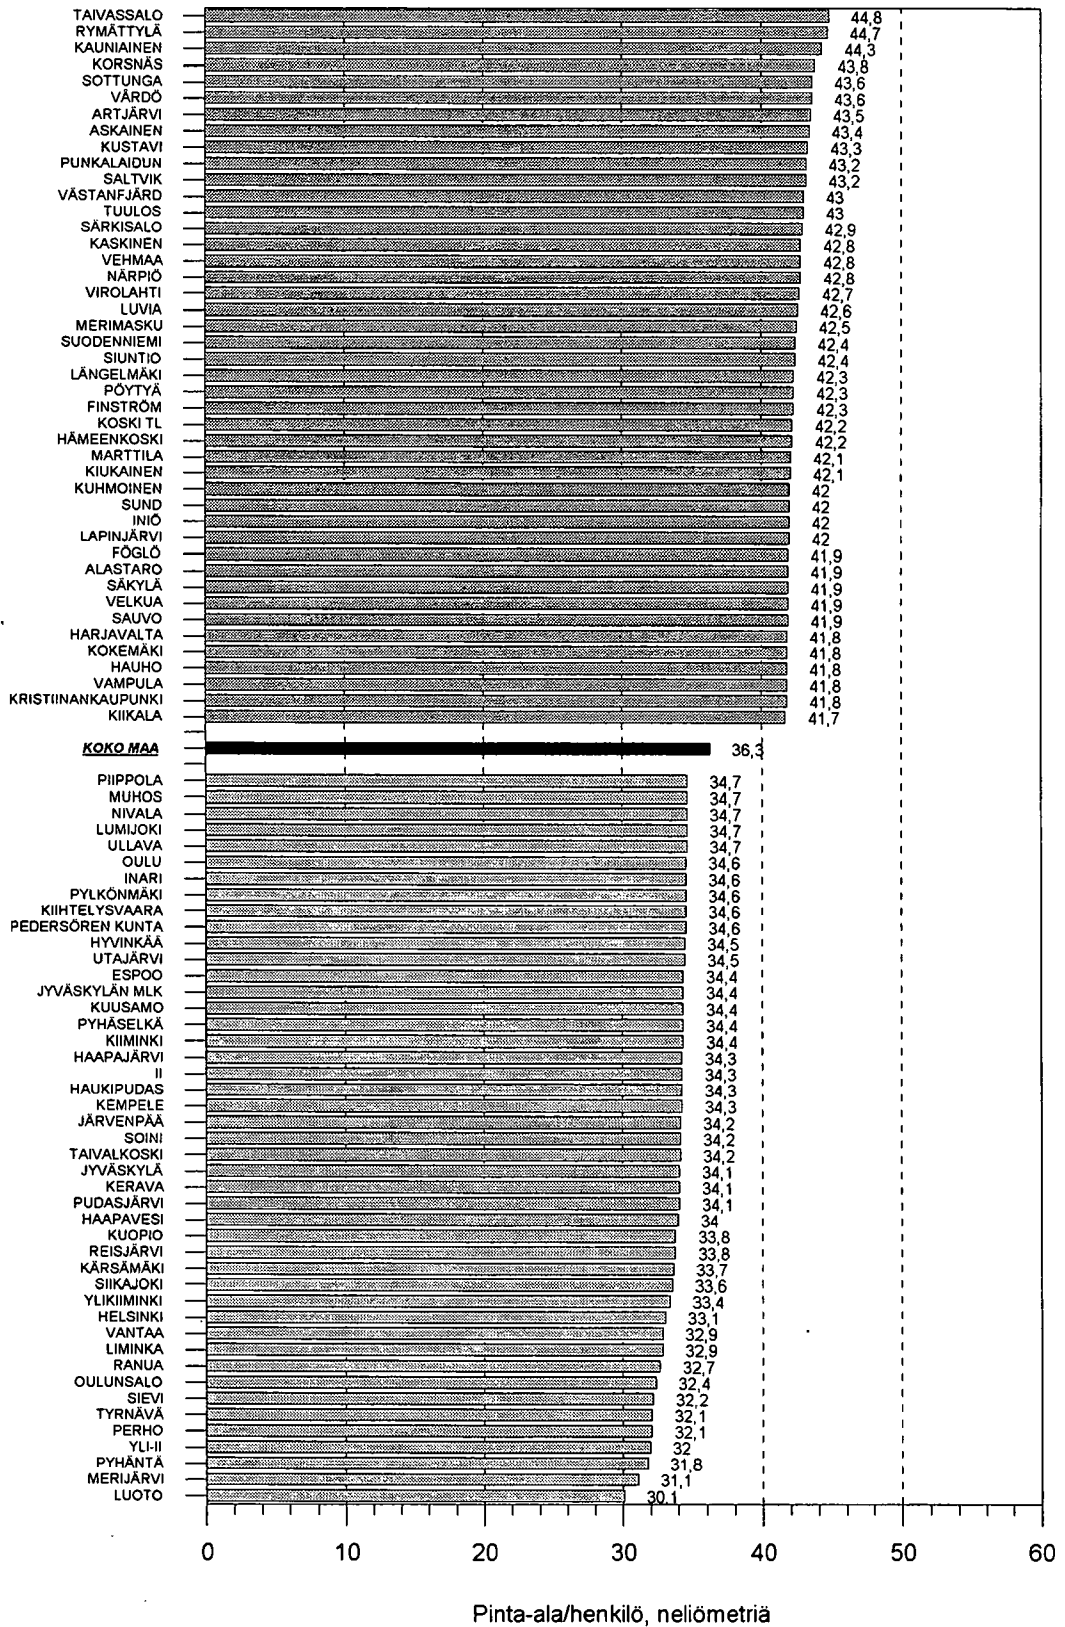 TAIVASSALO 44,8
RYMÄTTYLÄ 44,7
KAUNIAINEN 44,3
KORSNÄS 43,8
SOTTUNGA 43,6
VÅRDÖ 43,6
ARTJÄRVI 43,5
ASKAINEN 43,4
KUSTAVI 43,3
PUNKALAIDUN 43,2
SALTVIK 43,2
VÄSTANFJÄRD 43
TUULOS 43
SÄRKISALO 42,9
KASKINEN 42,8
VEHMAA 42,8
NÄRPIÖ 42,8
VIROLAHTI 42,7
LUVIA 42,6
MERIMASKU 42,5
SUODENNIEMI 42,4
SIUNTIO 42,4
LÄNGELMÄKI 42,3
PÖYTYÄ 42,3
FINSTRÖM 42,3
KOSKI TL 42,2
HÄMEENKOSKI 42,2
MARTTILA 42,1
KIUKAINEN 42,1
KUHMOINEN 42
SUND 42
INIÖ 42
LAPINJÄRVI 42
FÖGLÖ 41,9
ALASTARO 41,9
SÄKYLÄ 41,9
VELKUA 41,9
SAUVO 41,9
HARJAVALTA 41,8
KOKEMÄKI 41,8
HAUHO 41,8
VAMPULA 41,8
KRISTIINANKAUPUNKI 41,8
KIIKALA 41,7
KOKO MAA 36,3
PIIPPOLA 34,7
MUHOS 34,7
NIVALA 34,7
LUMIJOKI 34,7
ULLAVA 34,7
OULU 34,6
INARI 34,6
PYLKÖNMÄKI 34,6
KIIHTELYSVAARA 34,6
PEDERSÖREN KUNTA 34,6
HYVINKÄÄ 34,5
UTAJÄRVI 34,5
ESPOO 34,4
JYVÄSKYLÄN MLK 34,4
KUUSAMO 34,4
PYHÄSELKÄ 34,4
KIIMINKI 34,4
HAAPAJÄRVI 34,3
II 34,3
HAUKIPUDAS 34,3
KEMPELE 34,3
JÄRVENPÄÄ 34,2
SOINI 34,2
TAIVALKOSKI 34,2
JYVÄSKYLÄ 34,1
KERAVA 34,1
PUDASJÄRVI 34,1
HAAPAVESI 34
KUOPIO 33,8
REISJÄRVI 33,8
KÄRSÄMÄKI 33,7
SIIKAJOKI 33,6
YLIKIIMINKI 33,4
HELSINKI 33,1
VANTAA 32,9
LIMINKA 32,9
RANUA 32,7
OULUNSALO 32,4
SIEVI 32,2
TYRNÄVÄ 32,1
PERHO 32,1
YLI-II 32
PYHÄNTÄ 31,8
MERIJÄRVI 31,1
LUOTO 30,1
0 10 20 30 40 50 60
Pinta-ala/henkilö, neliömetriä